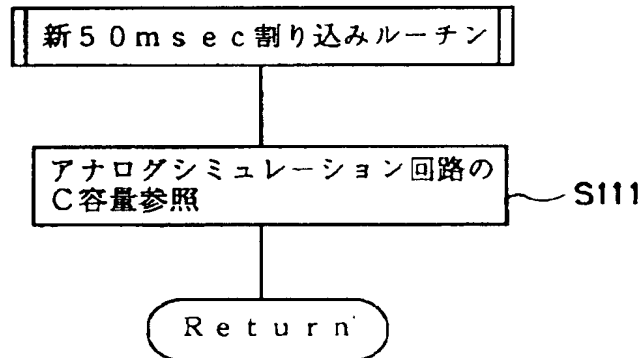 新５０ｍｓｅｃ割り込みルーチン
アナログシミュレーション回路の
Ｃ容量参照
S111
Ｒｅｔｕｒｎ